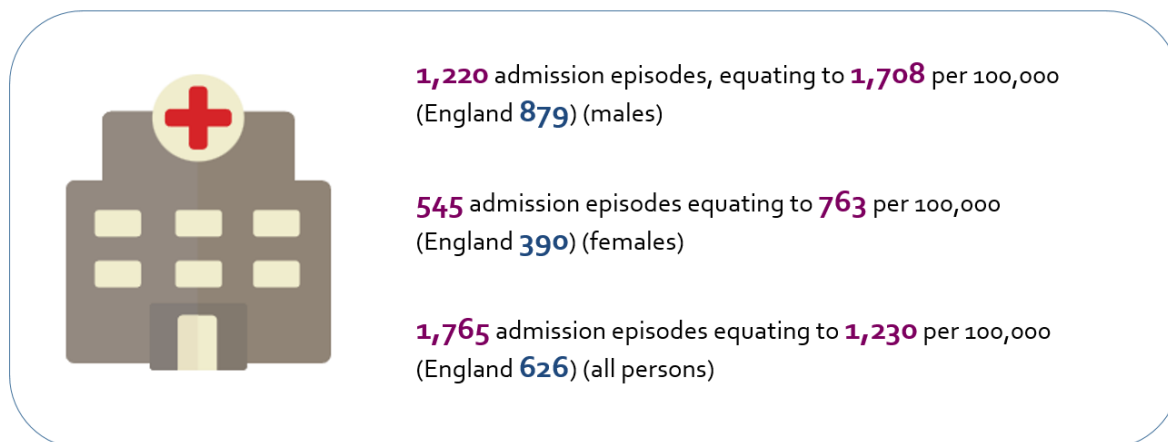 1,220 admission episodes, equating to 1,708 per 100,000
(England 879) (males)
545 admission episodes equating to 763 per 100,000
(England 390) (females)
1,765 admission episodes equating to 1,230 per 100,000
(England 626) (all persons)